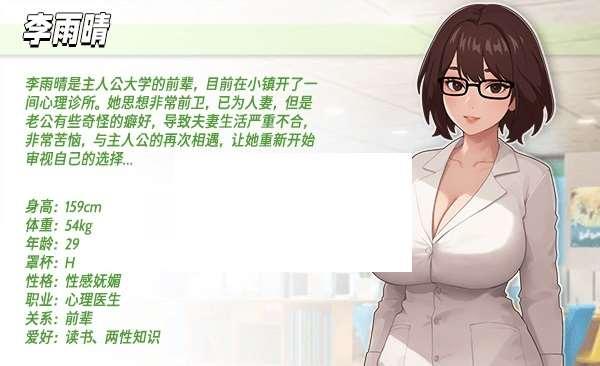 李雨晴
李雨晴是主人公大学的前辈，目前在小镇开了一
间心理诊所。她思想非常前卫，已为人妻，但是
老公有些奇怪的癖好，导致夫妻生活严重不合，
非常苦恼，与主人公的再次相遇，让她重新开始
审视自己的选择...
身高：159cm
体重：54kg
年龄：29
罩杯：H
性格：性感妩媚
职业：心理医生
关系：前辈
爱好：读书、两性知识